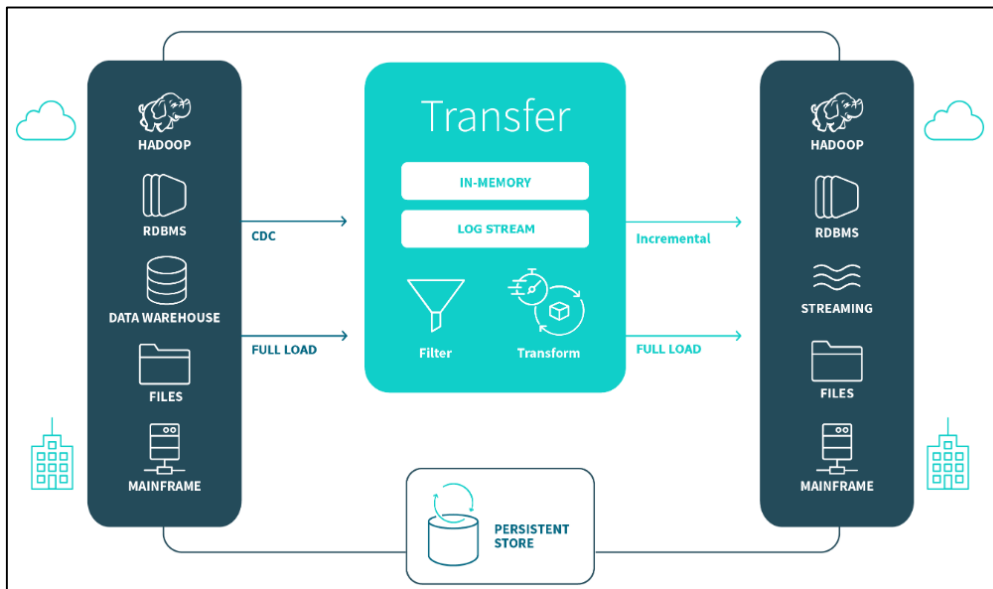 HADOOP
RDBMS
DATA WAREHOUSE
FILES
MAINFRAME
CDC
FULL LOAD
Transfer
IN-MEMORY
LOG STREAM
Filter
Transform
Incremental
FULL LOAD
HADOOP
RDBMS
STREAMING
FILES
MAINFRAME
PERSISTENT
STORE